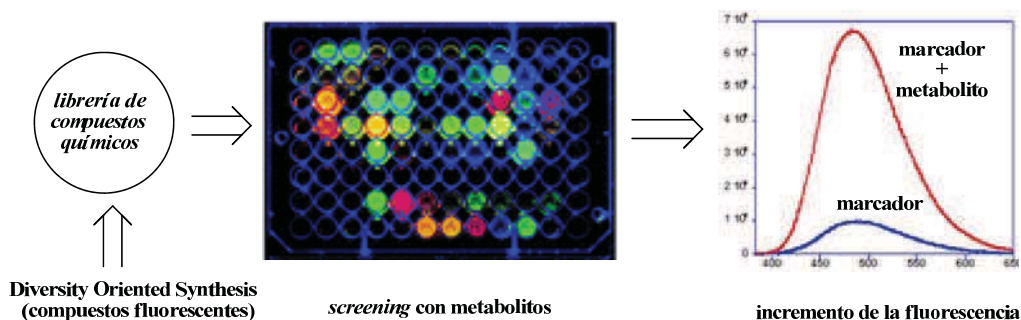 librería de
compuestos
químicos
Diversity Oriented Synthesis
(compuestos fluorescentes)
screening con metabolitos
marcador
+
metabolito
marcador
0
400
450
500
550
600
650
incremento de la fluorescencia